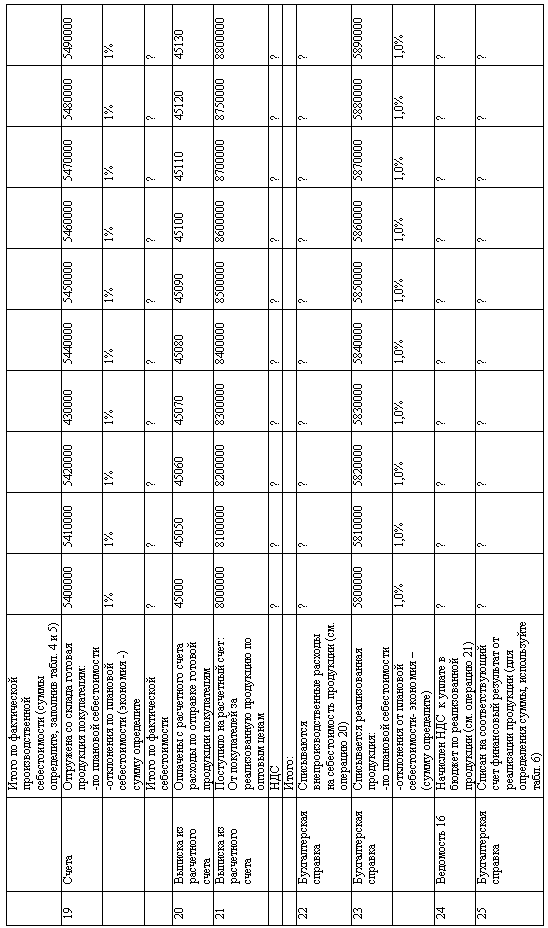 Итого по фактической
производственной
себестоимости (суммы
определите, заполнив табл. 4 и 5)
19 Счета Отгружена со склада готовая 5400000 5410000 5420000 430000 5440000 5450000 5460000 5470000 5480000 5490000
продукция покупателям:
-по плановой себестоимости
-отклонения по плановой 1% 1% 1% 1% 1% 1% 1% 1% 1% 1%
себестоимости (экономия -)
сумму определите
Итого по фактической ? ? ? ? ? ? ? ? ? ?
себестоимости
20 Выписка из Оплачены с расчетного счета 45000 45050 45060 45070 45080 45090 45100 45110 45120 45130
расчетного расходы по отправке готовой
счета продукции покупателям
21 Выписка из Поступило на расчетный счет: 8000000 8100000 8200000 8300000 8400000 8500000 8600000 8700000 8750000 8800000
расчетного От покупателей за
счета реализованную продукцию по
оптовым ценам
НДС ? ? ? ? ? ? ? ? ? ?
Итого:
22 Бухгалтерская Списываются ? ? ? ? ? ? ? ? ? ?
справка внепроизводственные расходы
на себестоимость продукции (см.
операцию 20)
23 Бухгалтерская Списывается реализованная 5800000 5810000 5820000 5830000 5840000 5850000 5860000 5870000 5880000 5890000
справка продукция:
-по плановой себестоимости
-отклонения от плановой 1,0% 1,0% 1,0% 1,0% 1,0% 1,0% 1,0% 1,0% 1,0% 1,0%
себестоимости- экономия –
(сумму определите)
24 Ведомость 16 Начислен НДС к уплате в ? ? ? ? ? ? ? ? ? ?
бюджет по реализованной
продукции (см. операцию 21)
25 Бухгалтерская Списан на соответствующий ? ? ? ? ? ? ? ? ? ?
справка счет финансовый результат от
реализации продукции (для
определения суммы, используйте
табл. 6)